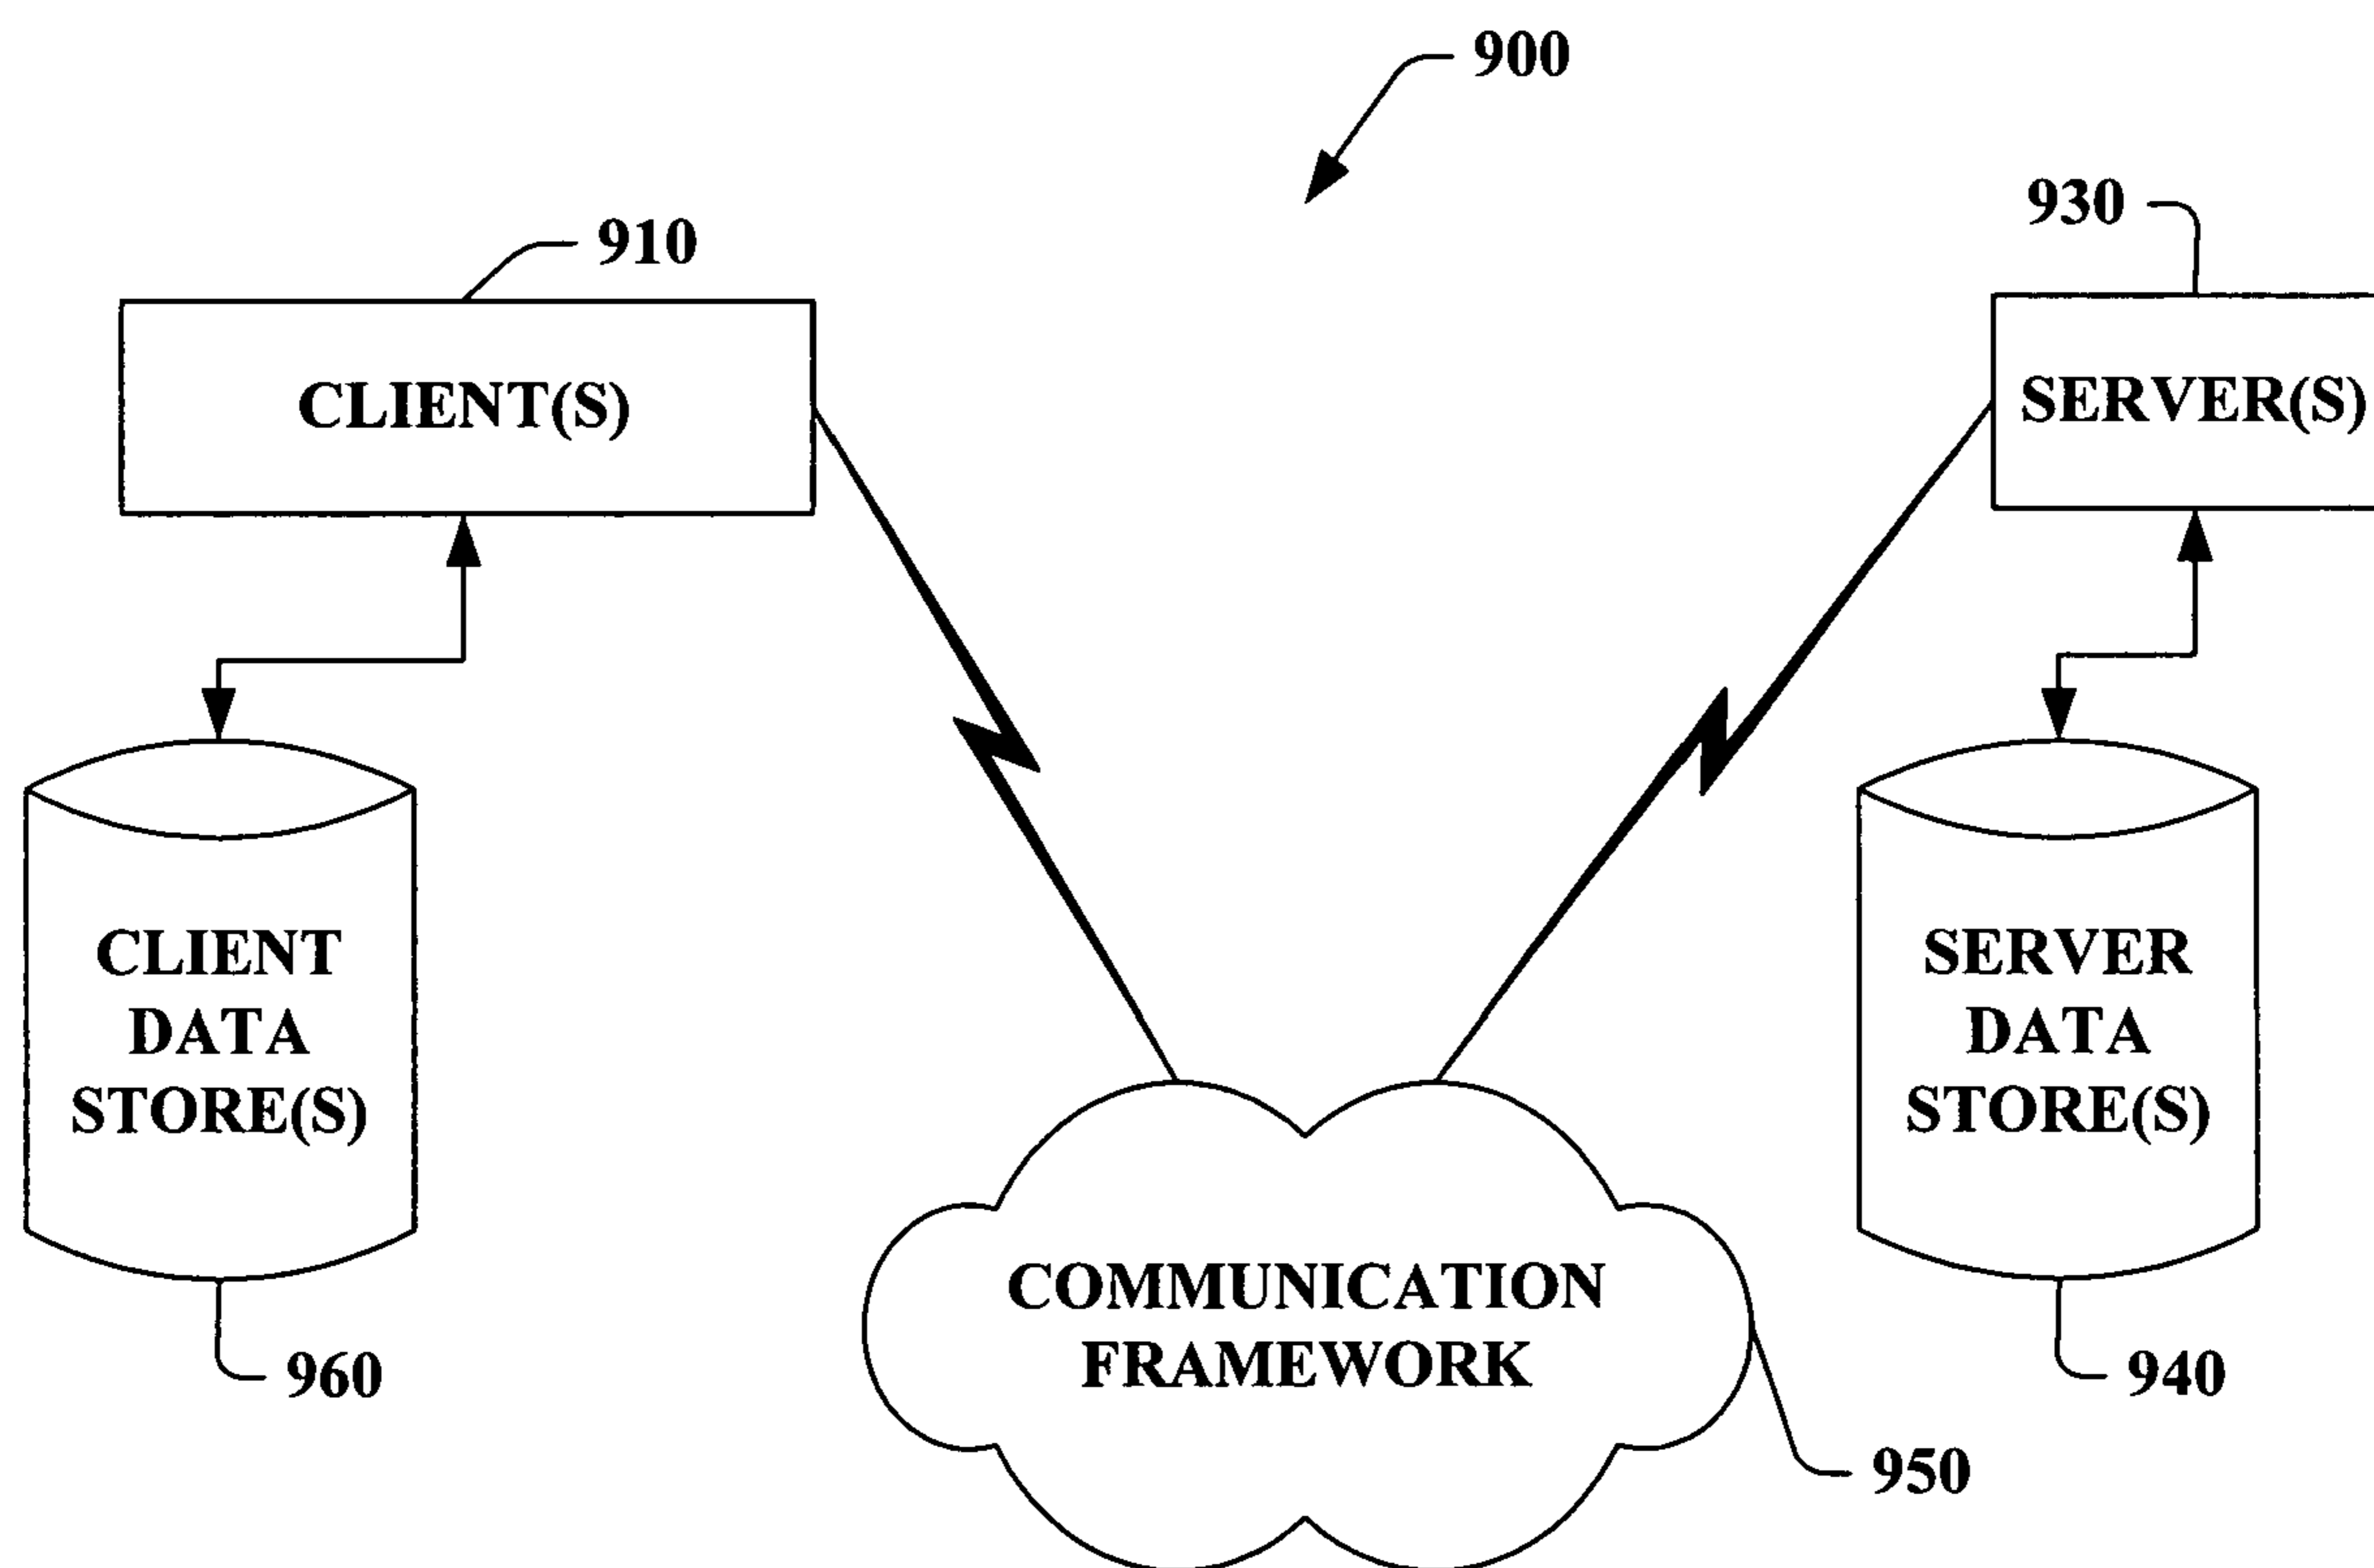 900
930
910
CLIENT(S)
SERVER(S)
CLIENT
DATA
STORE(S)
SERVER
DATA
STORE(S)
COMMUNICATION
FRAMEWORK
960
940
950